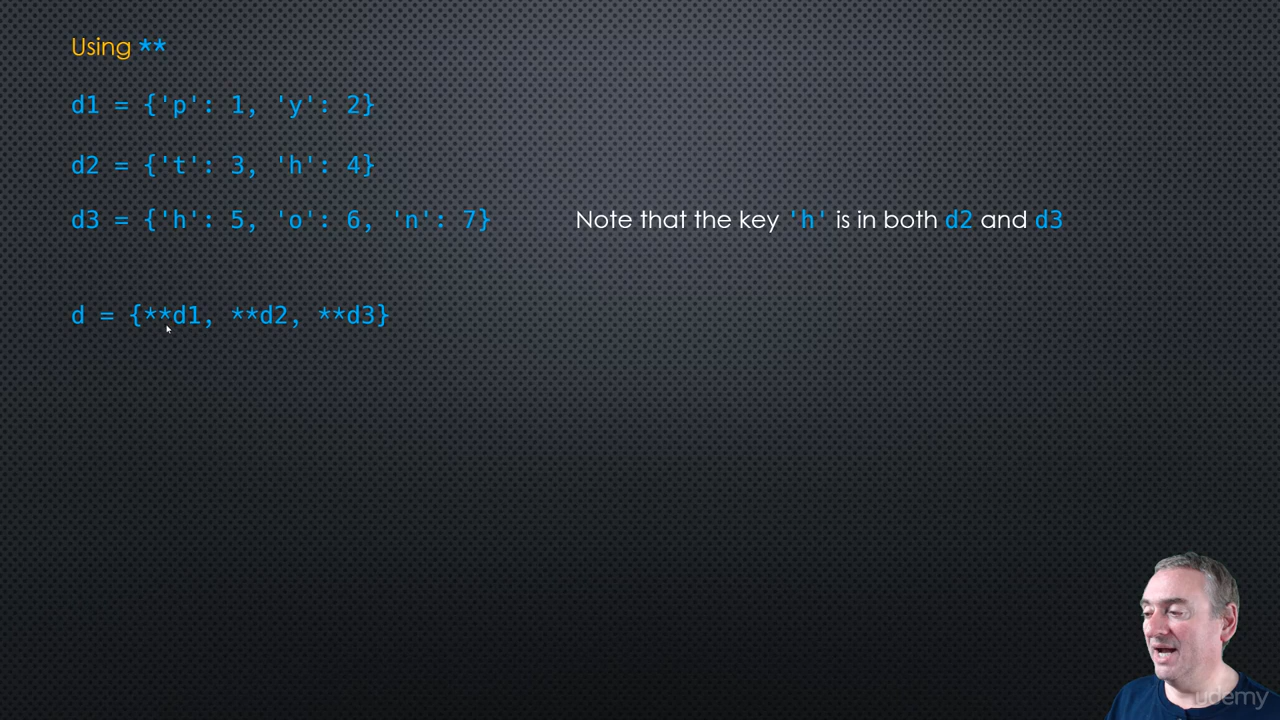 Using **
d1 = {'p': 1, 'y': 2}
d2 = {'t': 3, 'h': 4}
d3 = {'h': 5, 'o': 6, 'n': 7} Note that the key 'h' is in both d2 and d3
d = {**d1, **d2, **d3}
udemy